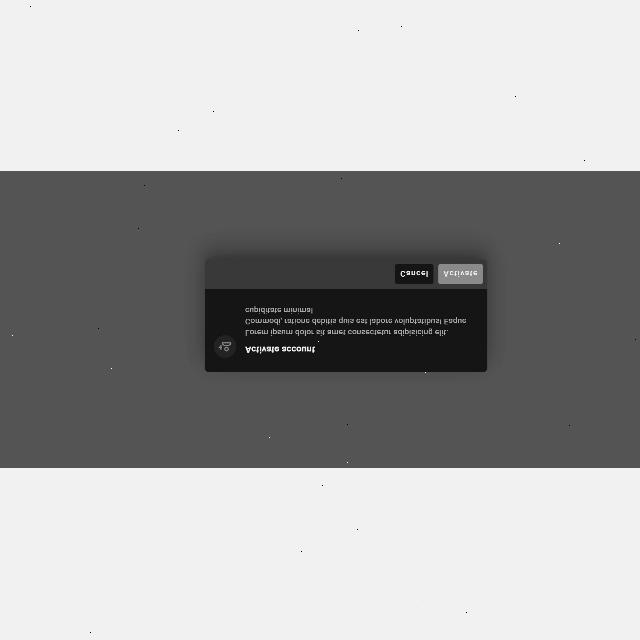 Activate account
Lorem ipsum dolor sit amet consectetur adipisicing elit.
Commodi, ratione debitis quis est labore voluptatibus! Eaque
cupiditate minima!
Cancel
Activate